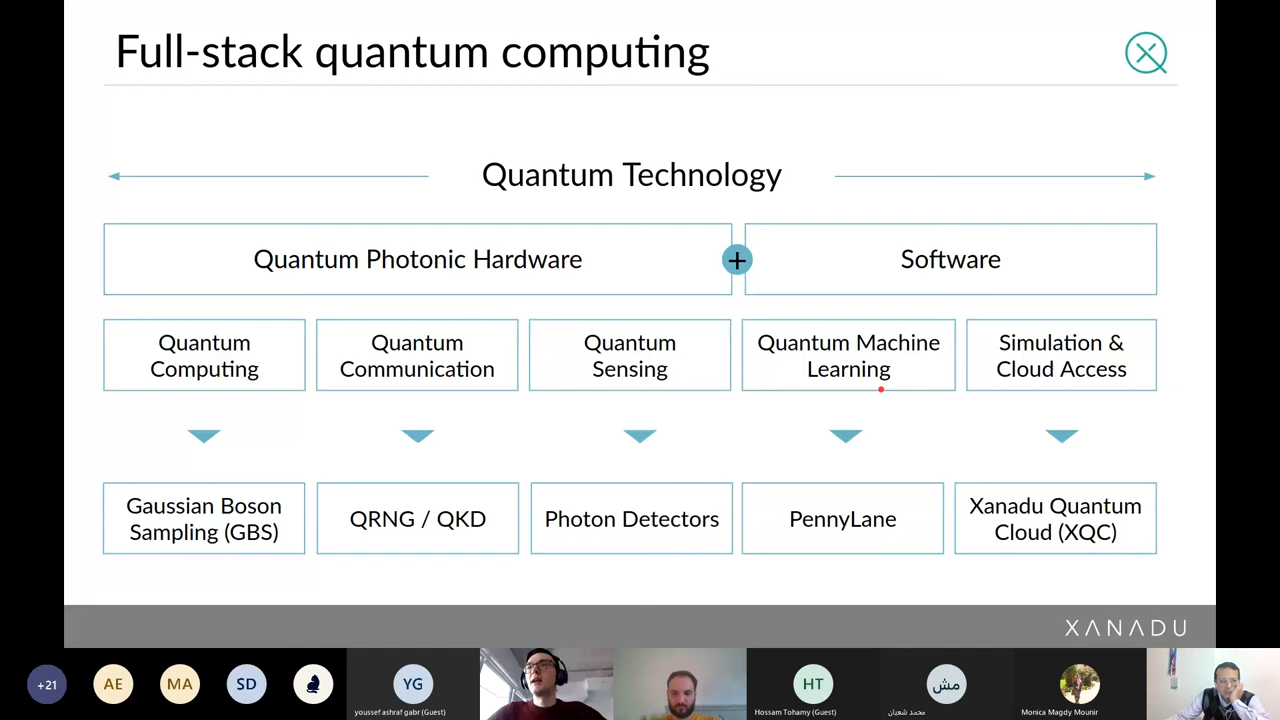 Full-stack quantum computing
Quantum Technology
Quantum Photonic Hardware
+
Software
Quantum
Computing
Quantum
Communication
Quantum
Sensing
Quantum Machine
Learning
Simulation &
Cloud Access
Gaussian Boson
Sampling (GBS)
QRNG / QKD
Photon Detectors
PennyLane
Xanadu Quantum
Cloud (XQC)
XANADU
+21
AE
MA
SD
YG
youssef ashraf gabr (Guest)
HT
Hossam Tohamy (Guest)
مش
محمد شعبان
Monica Magdy Mounir